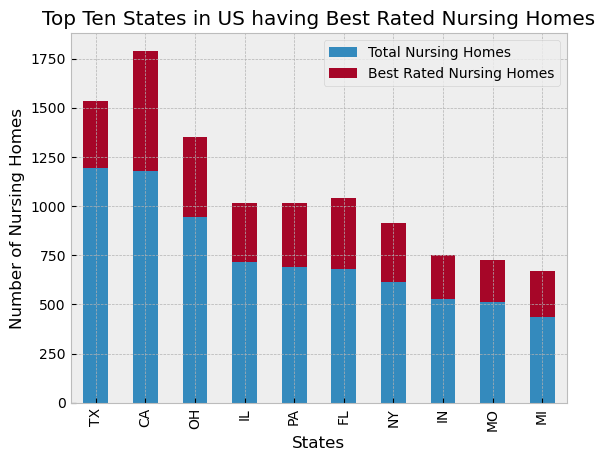 Top Ten States in US having Best Rated Nursing Homes
Total Nursing Homes
Best Rated Nursing Homes
Number of Nursing Homes
1750
1500
1250
1000
750
500
250
0
TX
CA
OH
IL
PA
FL
NY
IN
MO
MI
States